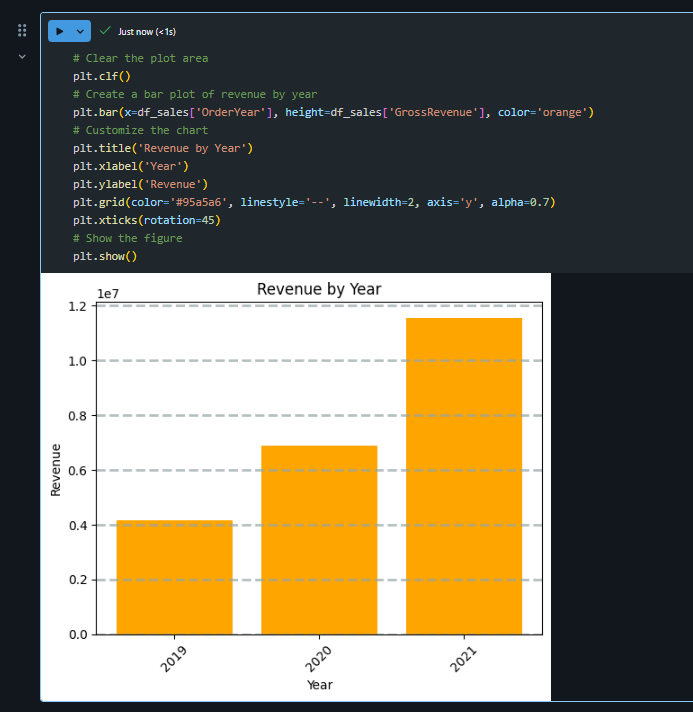 Just now (<1s)
# Clear the plot area
plt.clf()
# Create a bar plot of revenue by year
plt.bar(x=df_sales['OrderYear'], height=df_sales['GrossRevenue'], color='orange')
# Customize the chart
plt.title('Revenue by Year')
plt.xlabel('Year')
plt.ylabel('Revenue')
plt.grid(color='#95a5a6', linestyle='--', linewidth=2, axis='y', alpha=0.7)
plt.xticks(rotation=45)
# Show the figure
plt.show()
Revenue by Year
1e7
1.2
1.0
0.8
0.6
0.4
0.2
0.0
Revenue
2019
2020
2021
Year